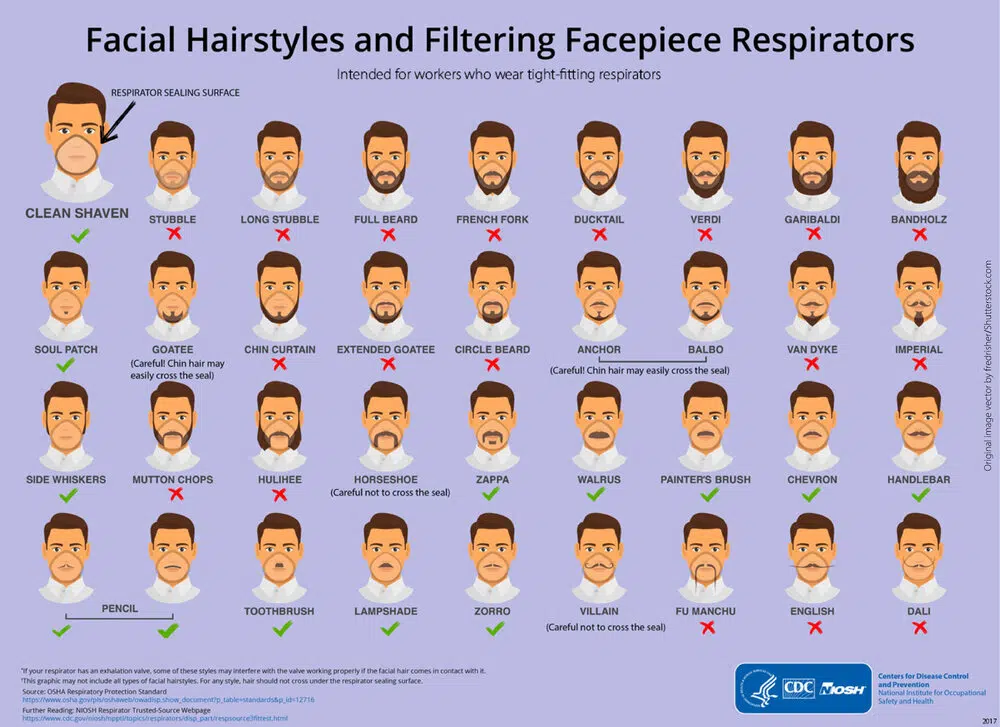 Facial Hairstyles and Filtering Facepiece Respirators
Intended for workers who wear tight-fitting respirators
RESPIRATOR SEALING SURFACE
CLEAN SHAVEN
STUBBLE
LONG STUBBLE
FULL BEARD
FRENCH FORK
DUCKTAIL
VERDI
GARIBALDI
BANDHOLZ
SOUL PATCH
GOATEE
(Careful! Chin hair may
easily cross the seal)
CHIN CURTAIN
EXTENDED GOATEE
CIRCLE BEARD
ANCHOR
BALBO
(Careful! Chin hair may easily cross the seal)
VAN DYKE
IMPERIAL
SIDE WHISKERS
MUTTON CHOPS
HULIHEE
HORSESHOE
(Careful not to cross the seal)
ZAPPA
WALRUS
PAINTER'S BRUSH
CHEVRON
HANDLEBAR
PENCIL
TOOTHBRUSH
LAMPSHADE
ZORRO
VILLAIN
(Careful not to cross the seal)
FU MANCHU
ENGLISH
DALI
Original image vector by fredrisher/Shutterstock.com
*If your respirator has an exhalation valve, some of these styles may interfere with the valve working properly if the facial hair comes in contact with it.
†This graphic may not include all types of facial hairstyles. For any style, hair should not cross under the respirator sealing surface.
Source: OSHA Respiratory Protection Standard
https://www.osha.gov/pls/oshaweb/owadisp.show_document?p_table=standards&p_id=12716
Further Reading: NIOSH Respirator Trusted-Source Webpage
https://www.cdc.gov/niosh/npptl/topics/respirators/disp_part/respsource3fittest.html
CDC
NIOSH
Centers for Disease Control
and Prevention
National Institute for Occupational
Safety and Health
2017